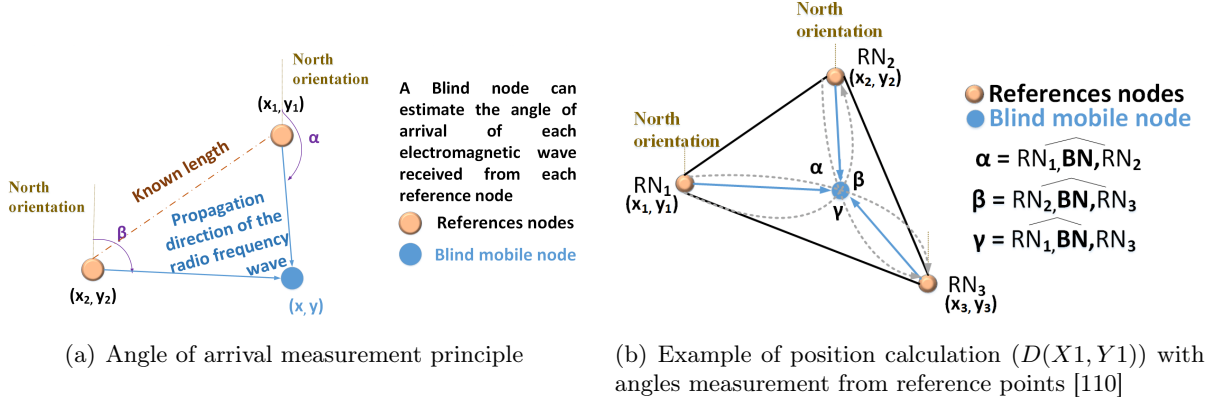 North
orientation
(x1, y1)
α
Known length
North
orientation
β
Propagation
direction of the
radio frequency
wave
(x2, y2)
(x, y)
A Blind node can
estimate the angle of
arrival of each
electromagnetic wave
received from each
reference node
References nodes
Blind mobile node
(a) Angle of arrival measurement principle
North
orientation
RN2
(x2, y2)
North
orientation
RN1
(x1, y1)
α
β
γ
RN3
(x3, y3)
References nodes
Blind mobile node
α = RN1, BN, RN2
β = RN2, BN, RN3
γ = RN1, BN, RN3
(b) Example of position calculation (D(X1, Y1)) with
angles measurement from reference points [110]